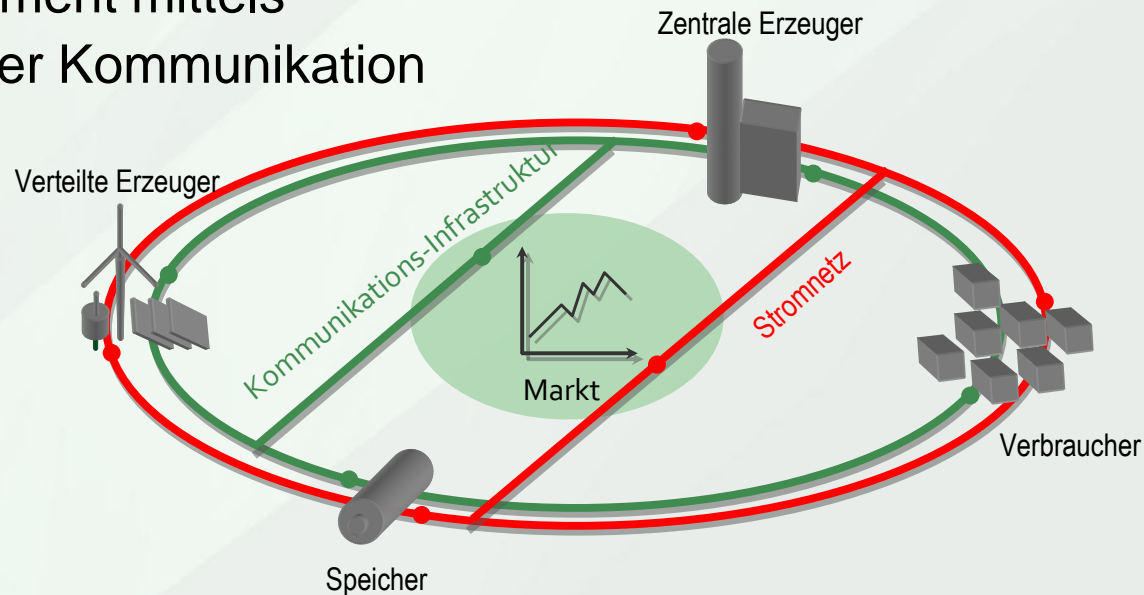 ment mittels
er Kommunikation
Zentrale Erzeuger
Verteilte Erzeuger
Kommunikations-Infrastruktur
Stromnetz
Markt
Verbraucher
Speicher